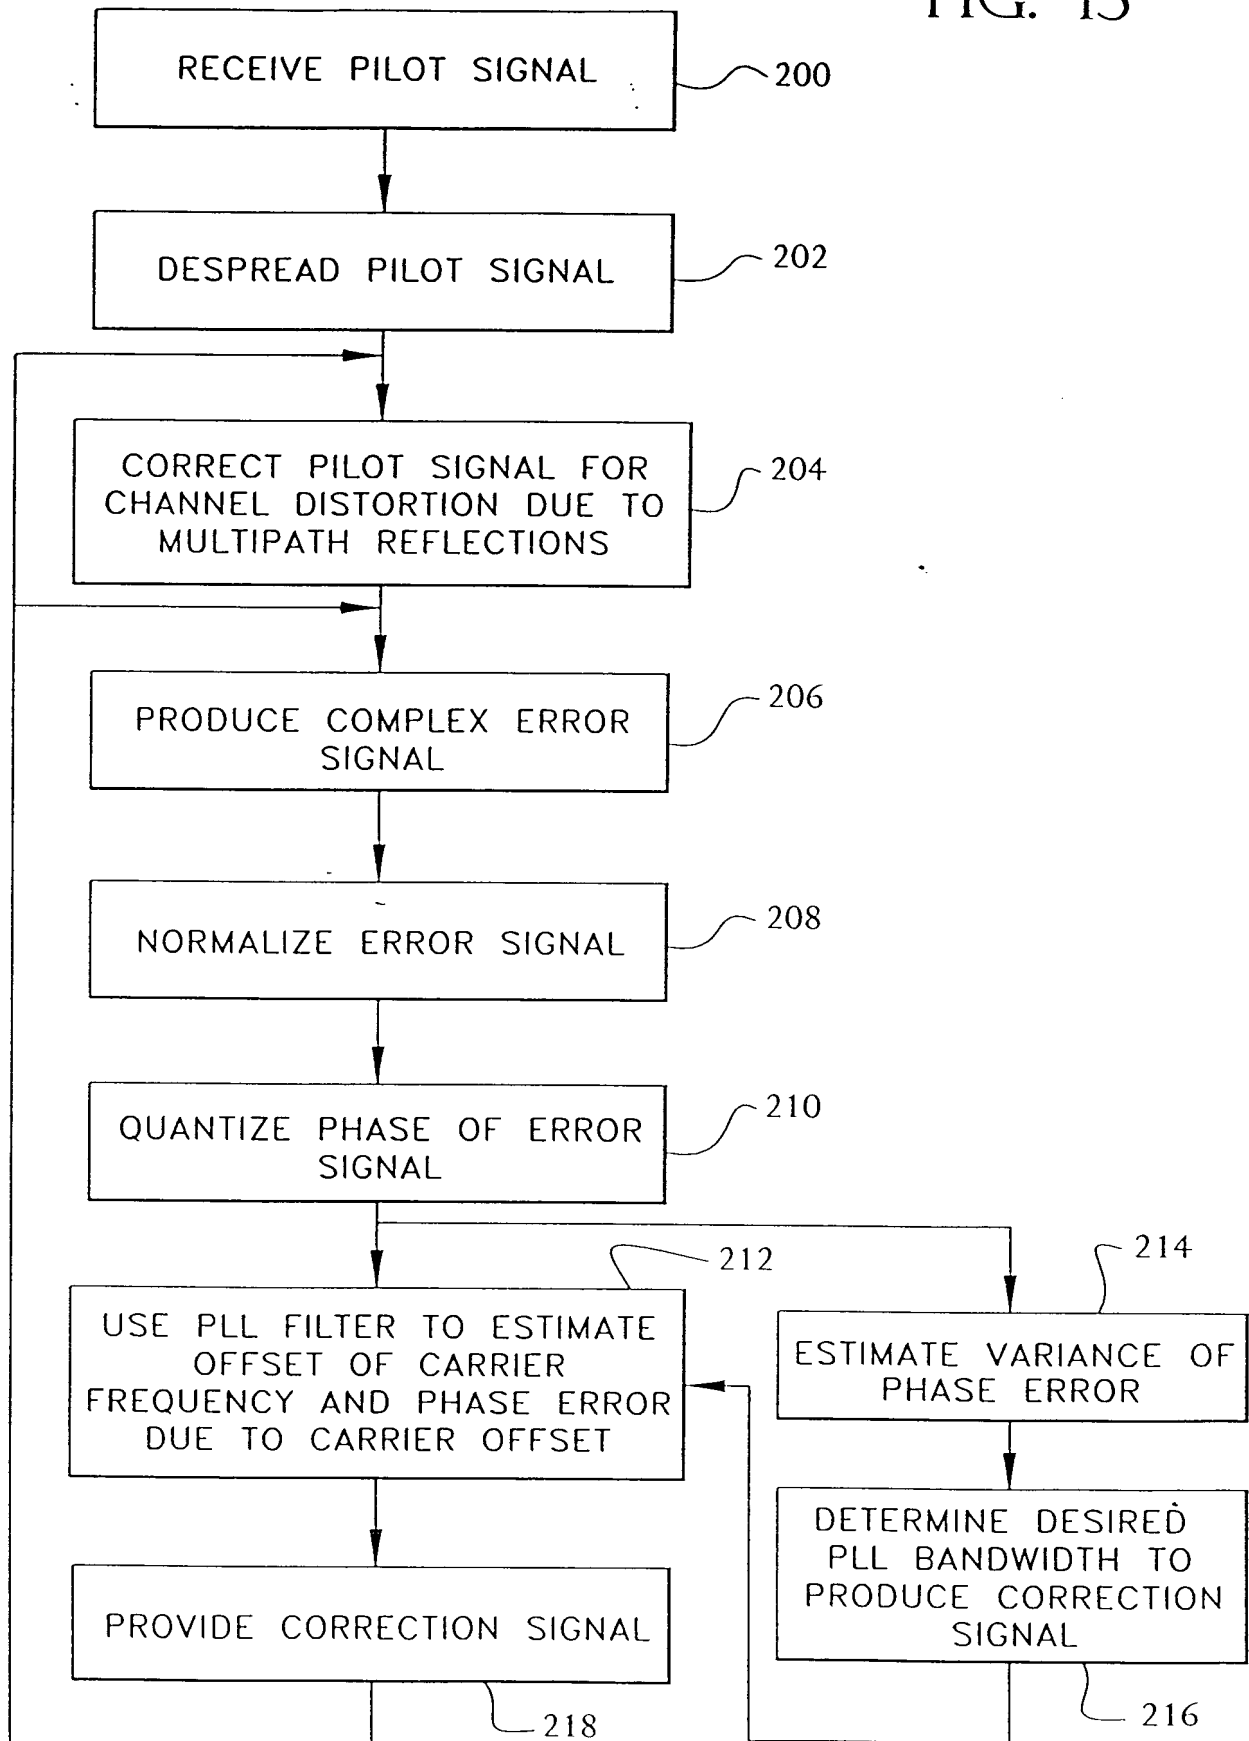 FIG. 13
RECEIVE PILOT SIGNAL
200
DESPREAD PILOT SIGNAL
202
CORRECT PILOT SIGNAL FOR
CHANNEL DISTORTION DUE TO
MULTIPATH REFLECTIONS
204
PRODUCE COMPLEX ERROR
SIGNAL
206
NORMALIZE ERROR SIGNAL
208
QUANTIZE PHASE OF ERROR
SIGNAL
210
USE PLL FILTER TO ESTIMATE
OFFSET OF CARRIER
FREQUENCY AND PHASE ERROR
DUE TO CARRIER OFFSET
212
ESTIMATE VARIANCE OF
PHASE ERROR
214
DETERMINE DESIRED
PLL BANDWIDTH TO
PRODUCE CORRECTION
SIGNAL
216
PROVIDE CORRECTION SIGNAL
218